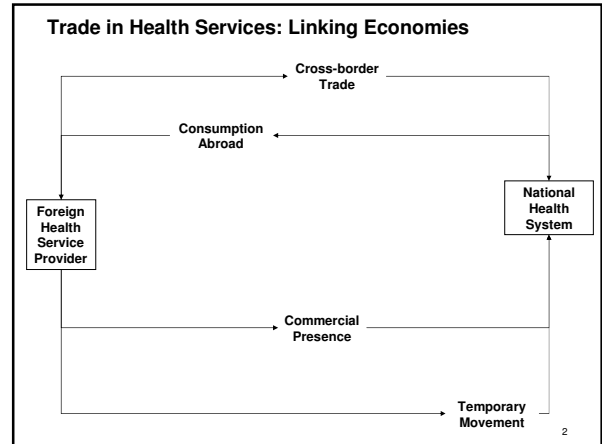 Trade in Health Services: Linking Economies
Cross-border
Trade
Consumption
Abroad
National
Health
System
Foreign
Health
Service
Provider
Commercial
Presence
Temporary
Movement
2